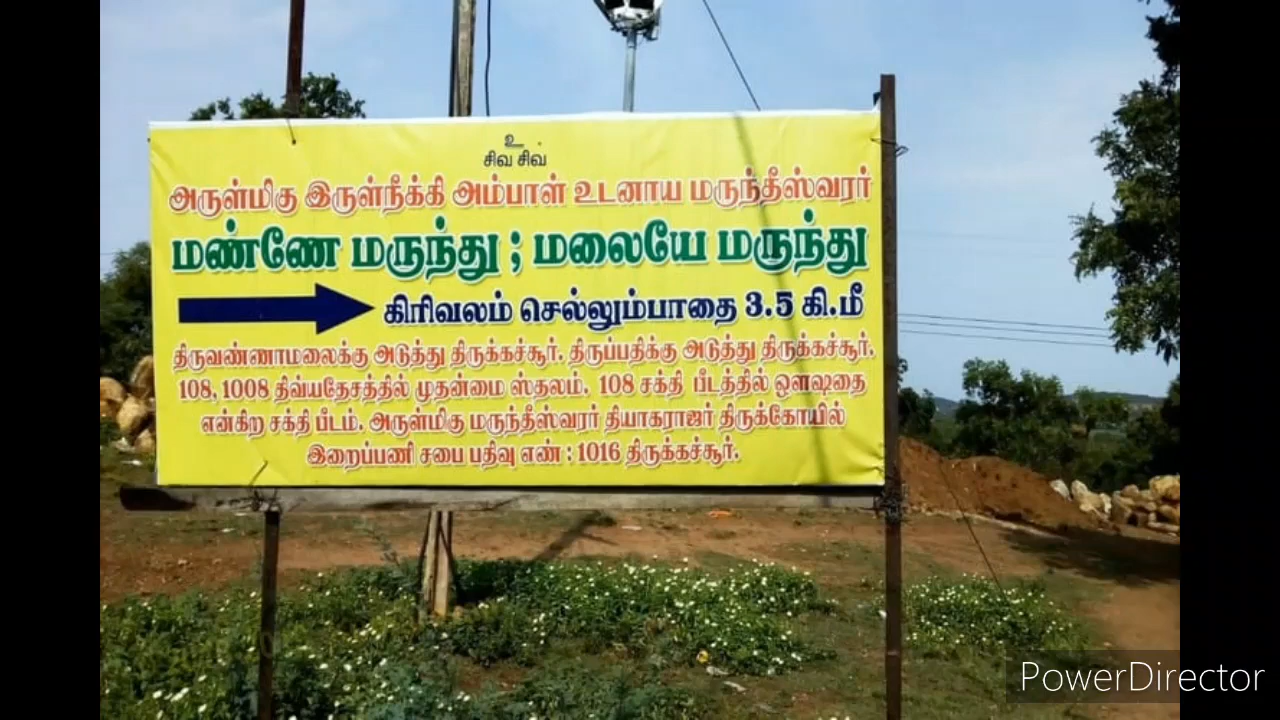 உ
சிவ சிவ
அருள்மிகு இருள்நீக்கி அம்பாள் உடனாய மருந்தீஸ்வரர்
மண்ணே மருந்து ; மலையே மருந்து
கிரிவலம் செல்லும்பாதை 3.5 கி.மீ
திருவண்ணாமலைக்கு அடுத்து திருக்கச்சூர். திருப்பதிக்கு அடுத்து திருக்கச்சூர்.
108, 1008 திவ்யதேசத்தில் முதன்மை ஸ்தலம். 108 சக்தி பீடத்தில் ஔஷதை
என்கிற சக்தி பீடம். அருள்மிகு மருந்தீஸ்வரர் தியாகராஜர் திருக்கோயில்
இறைப்பணி சபை பதிவு எண் : 1016 திருக்கச்சூர்.
PowerDirector